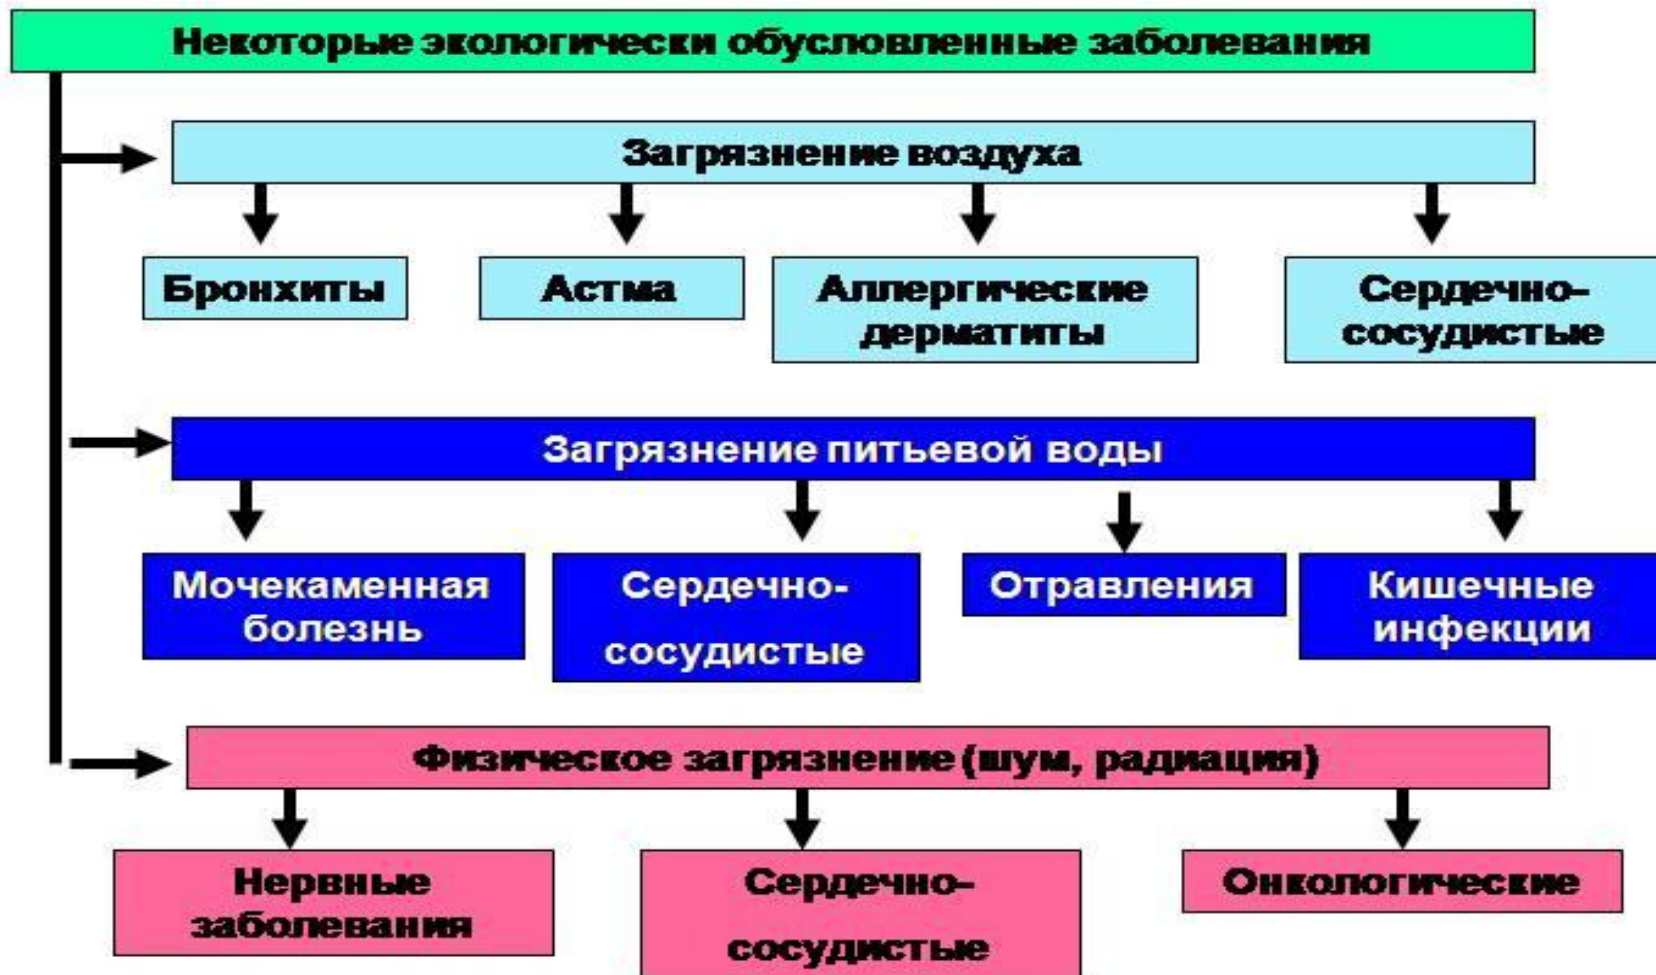 Некоторые экологически обусловленные заболевания
Загрязнение воздуха
Бронхиты
Астма
Аллергические
дерматиты
Сердечно-
сосудистые
Загрязнение питьевой воды
Мочекаменная
болезнь
Сердечно-
сосудистые
Отравления
Кишечные
инфекции
Физическое загрязнение (шум, радиация)
Нервные
заболевания
Сердечно-
сосудистые
Онкологические